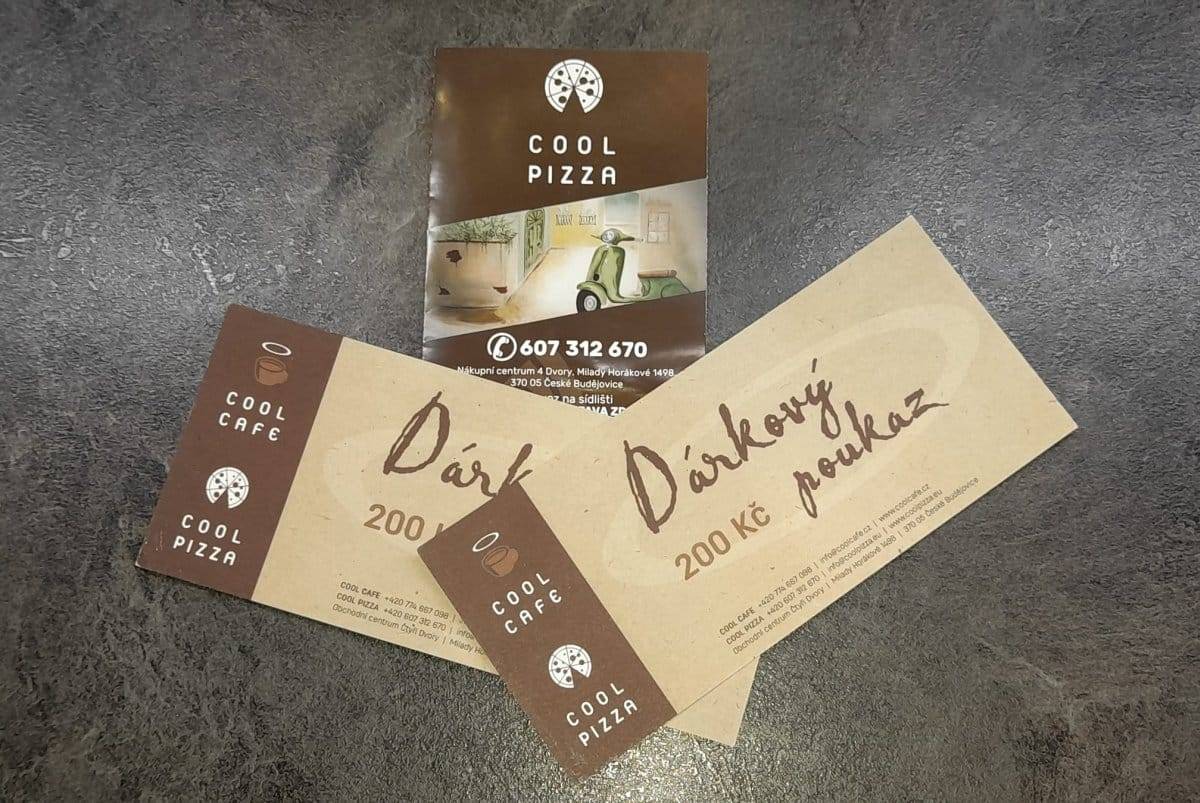 COOL
PIZZA
607 312 670
Nákupní centrum 4 Dvory, Milady Horákové 1498,
370 05 České Budějovice
na sídlišti
COOL
CAFE
COOL
PIZZA
200
COOL CAFE +420 774 667 098 |
COOL PIZZA +420 607 312 670 |
Obchodní centrum Čtyři Dvory | Milady
COOL
CAFE
COOL
PIZZA
Dárkový
poukaz
200 Kč
COOL CAFE +420 774 667 098 | info@coolcafe.cz | www.coolcafe.cz
COOL PIZZA +420 607 312 670 | info@coolpizza.eu | www.coolpizza.eu
Obchodní centrum Čtyři Dvory | Milady Horákové 1498 | 370 05 České Budějovice